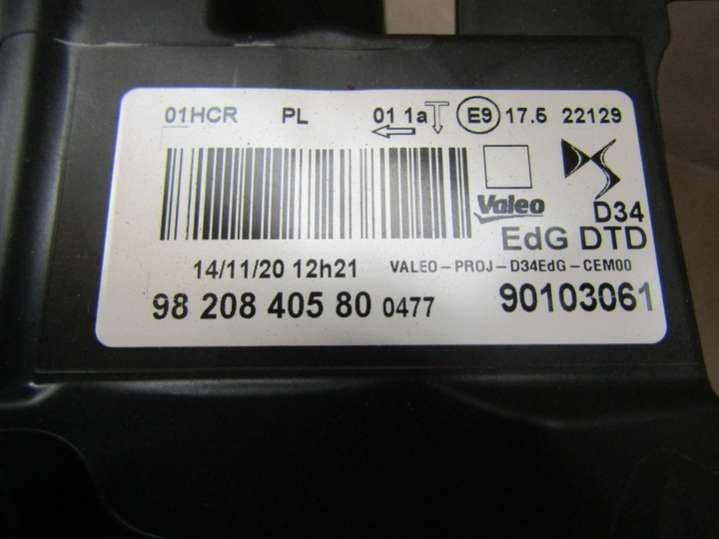 01HCR PL 01 1a E9 17.5 22129
Valeo D34
EdG DTD
14/11/20 12h21 VALEO-PROJ-D34EdG-CEM00
98 208 405 80 0477 90103061